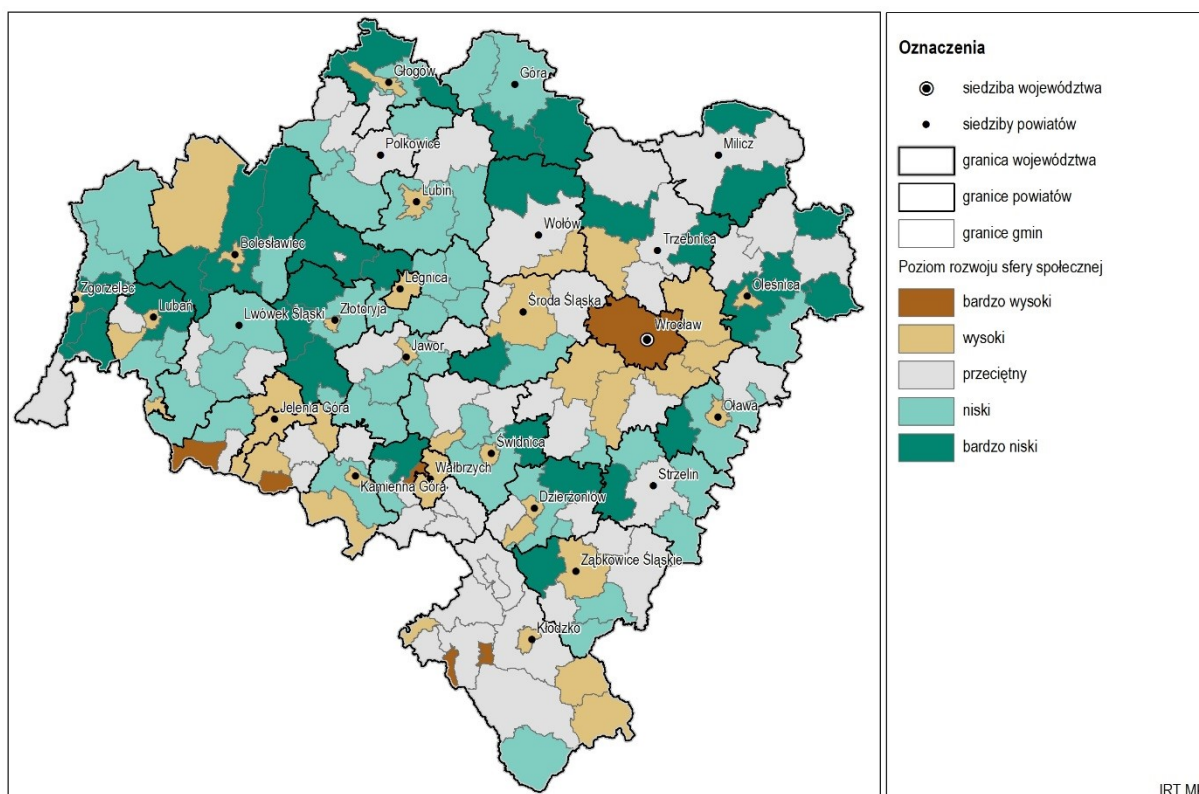 Głogów
Góra
Polkowice
Milicz
Lubin
Wołów
Trzebnica
Bolesławiec
Zgorzelec
Lubań
Lwówek Śląski
Złotoryja
Legnica
Środa Śląska
Oleśnica
Wrocław
Jawor
Jelenia Góra
Oława
Świdnica
Wałbrzych
Kamienna Góra
Strzelin
Dzierżoniów
Ząbkowice Śląskie
Kłodzko
Oznaczenia
siedziba województwa
siedziby powiatów
granica województwa
granice powiatów
granice gmin
Poziom rozwoju sfery społecznej
bardzo wysoki
wysoki
przeciętny
niski
bardzo niski
IRT MI